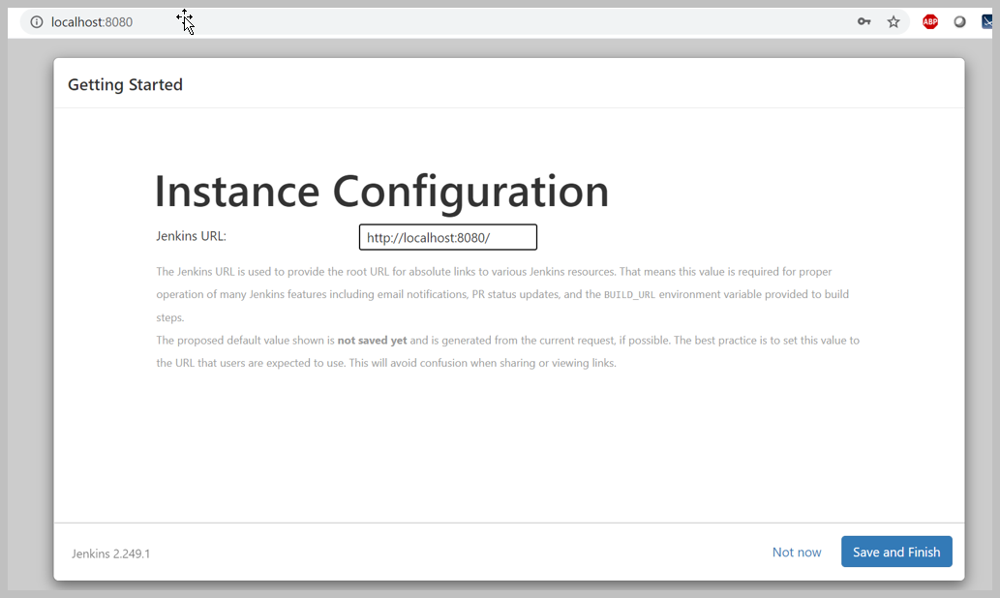 localhost:8080
ABP
Getting Started
Instance Configuration
Jenkins URL:
http://localhost:8080/
The Jenkins URL is used to provide the root URL for absolute links to various Jenkins resources. That means this value is required for proper
operation of many Jenkins features including email notifications, PR status updates, and the BUILD_URL environment variable provided to build
steps.
The proposed default value shown is not saved yet and is generated from the current request, if possible. The best practice is to set this value to
the URL that users are expected to use. This will avoid confusion when sharing or viewing links.
Jenkins 2.249.1
Not now
Save and Finish